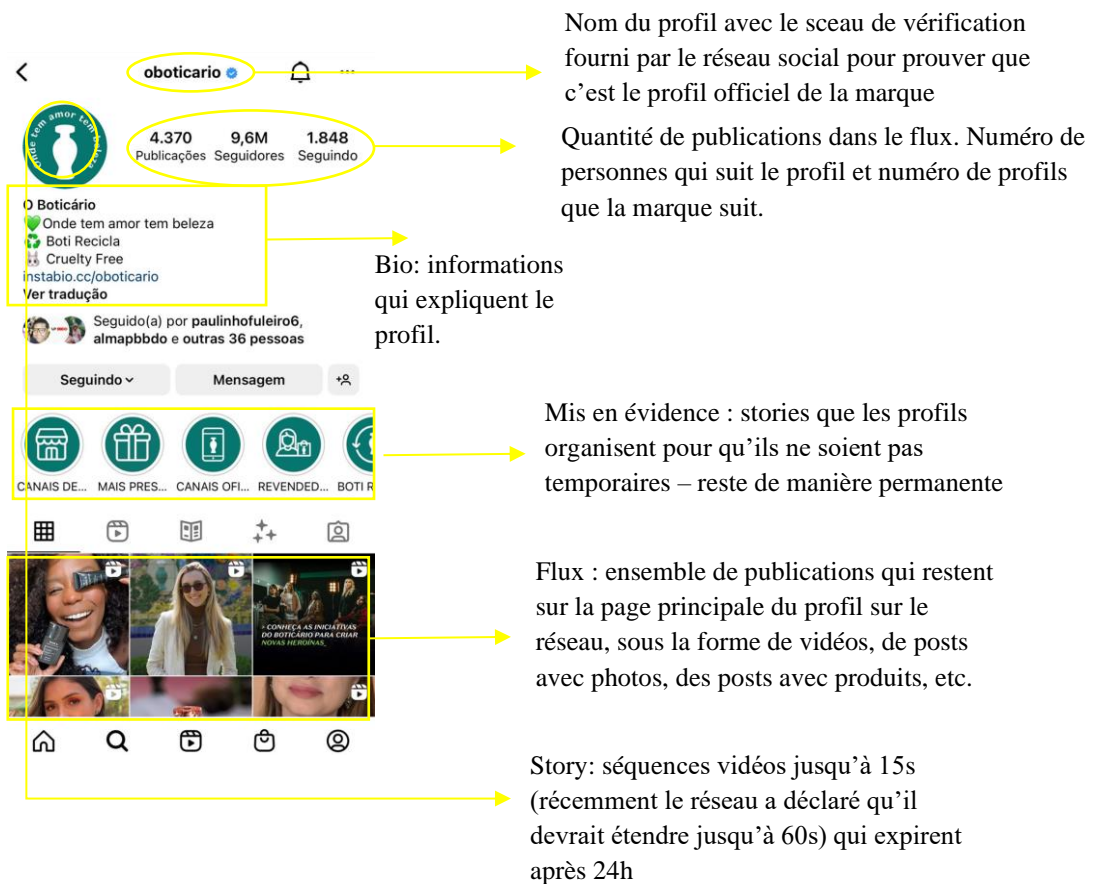 Nom du profil avec le sceau de vérification
fourni par le réseau social pour prouver que
c’est le profil officiel de la marque
oboticario
Onde tem amor tem beleza
4.370 9,6M 1.848
Publicações Seguidores Seguindo
Quantité de publications dans le flux. Numéro de
personnes qui suit le profil et numéro de profils
que la marque suit.
O Boticário
💚Onde tem amor tem beleza
♻️ Boti Recicla
🐰 Cruelty Free
instabio.cc/oboticario
Ver tradução
Bio: informations
qui expliquent le
profil.
Seguido(a) por paulinhofuleiro6,
almapbbdo e outras 36 pessoas
Seguindo Mensagem
CANAIS DE... MAIS PRES... CANAIS OFI... REVENDED... BOTI R
Mis en évidence : stories que les profils
organisent pour qu’ils ne soient pas
temporaires – reste de manière permanente
> CONHEÇA AS INICIATIVAS
DO BOTICÁRIO PARA CRIAR
NOVAS HEROÍNAS_
Flux : ensemble de publications qui restent
sur la page principale du profil sur le
réseau, sous la forme de vidéos, de posts
avec photos, des posts avec produits, etc.
Story: séquences vidéos jusqu’à 15s
(récemment le réseau a déclaré qu’il
devrait étendre jusqu’à 60s) qui expirent
après 24h